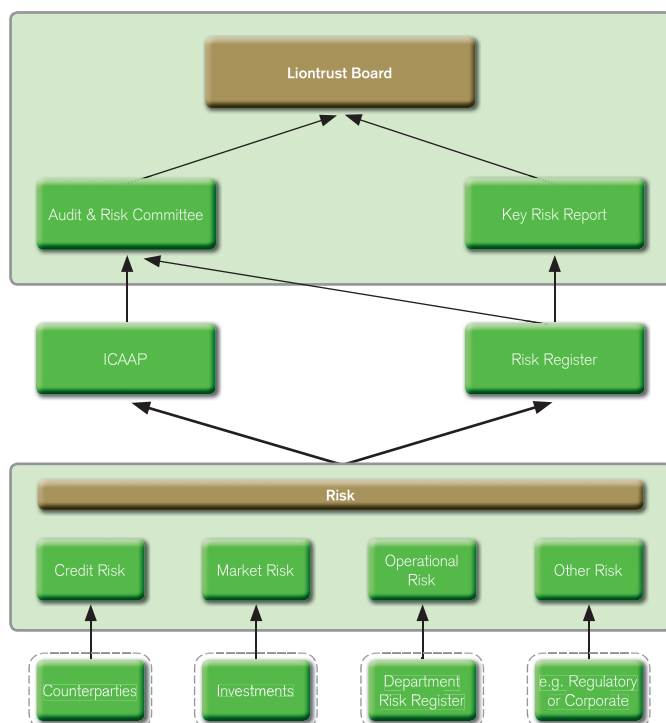 Liontrust Board
Audit & Risk Committee
Key Risk Report
ICAAP
Risk Register
Risk
Credit Risk
Market Risk
Operational
Risk
Other Risk
Counterparties
Investments
Department
Risk Register
e.g. Regulatory
or Corporate